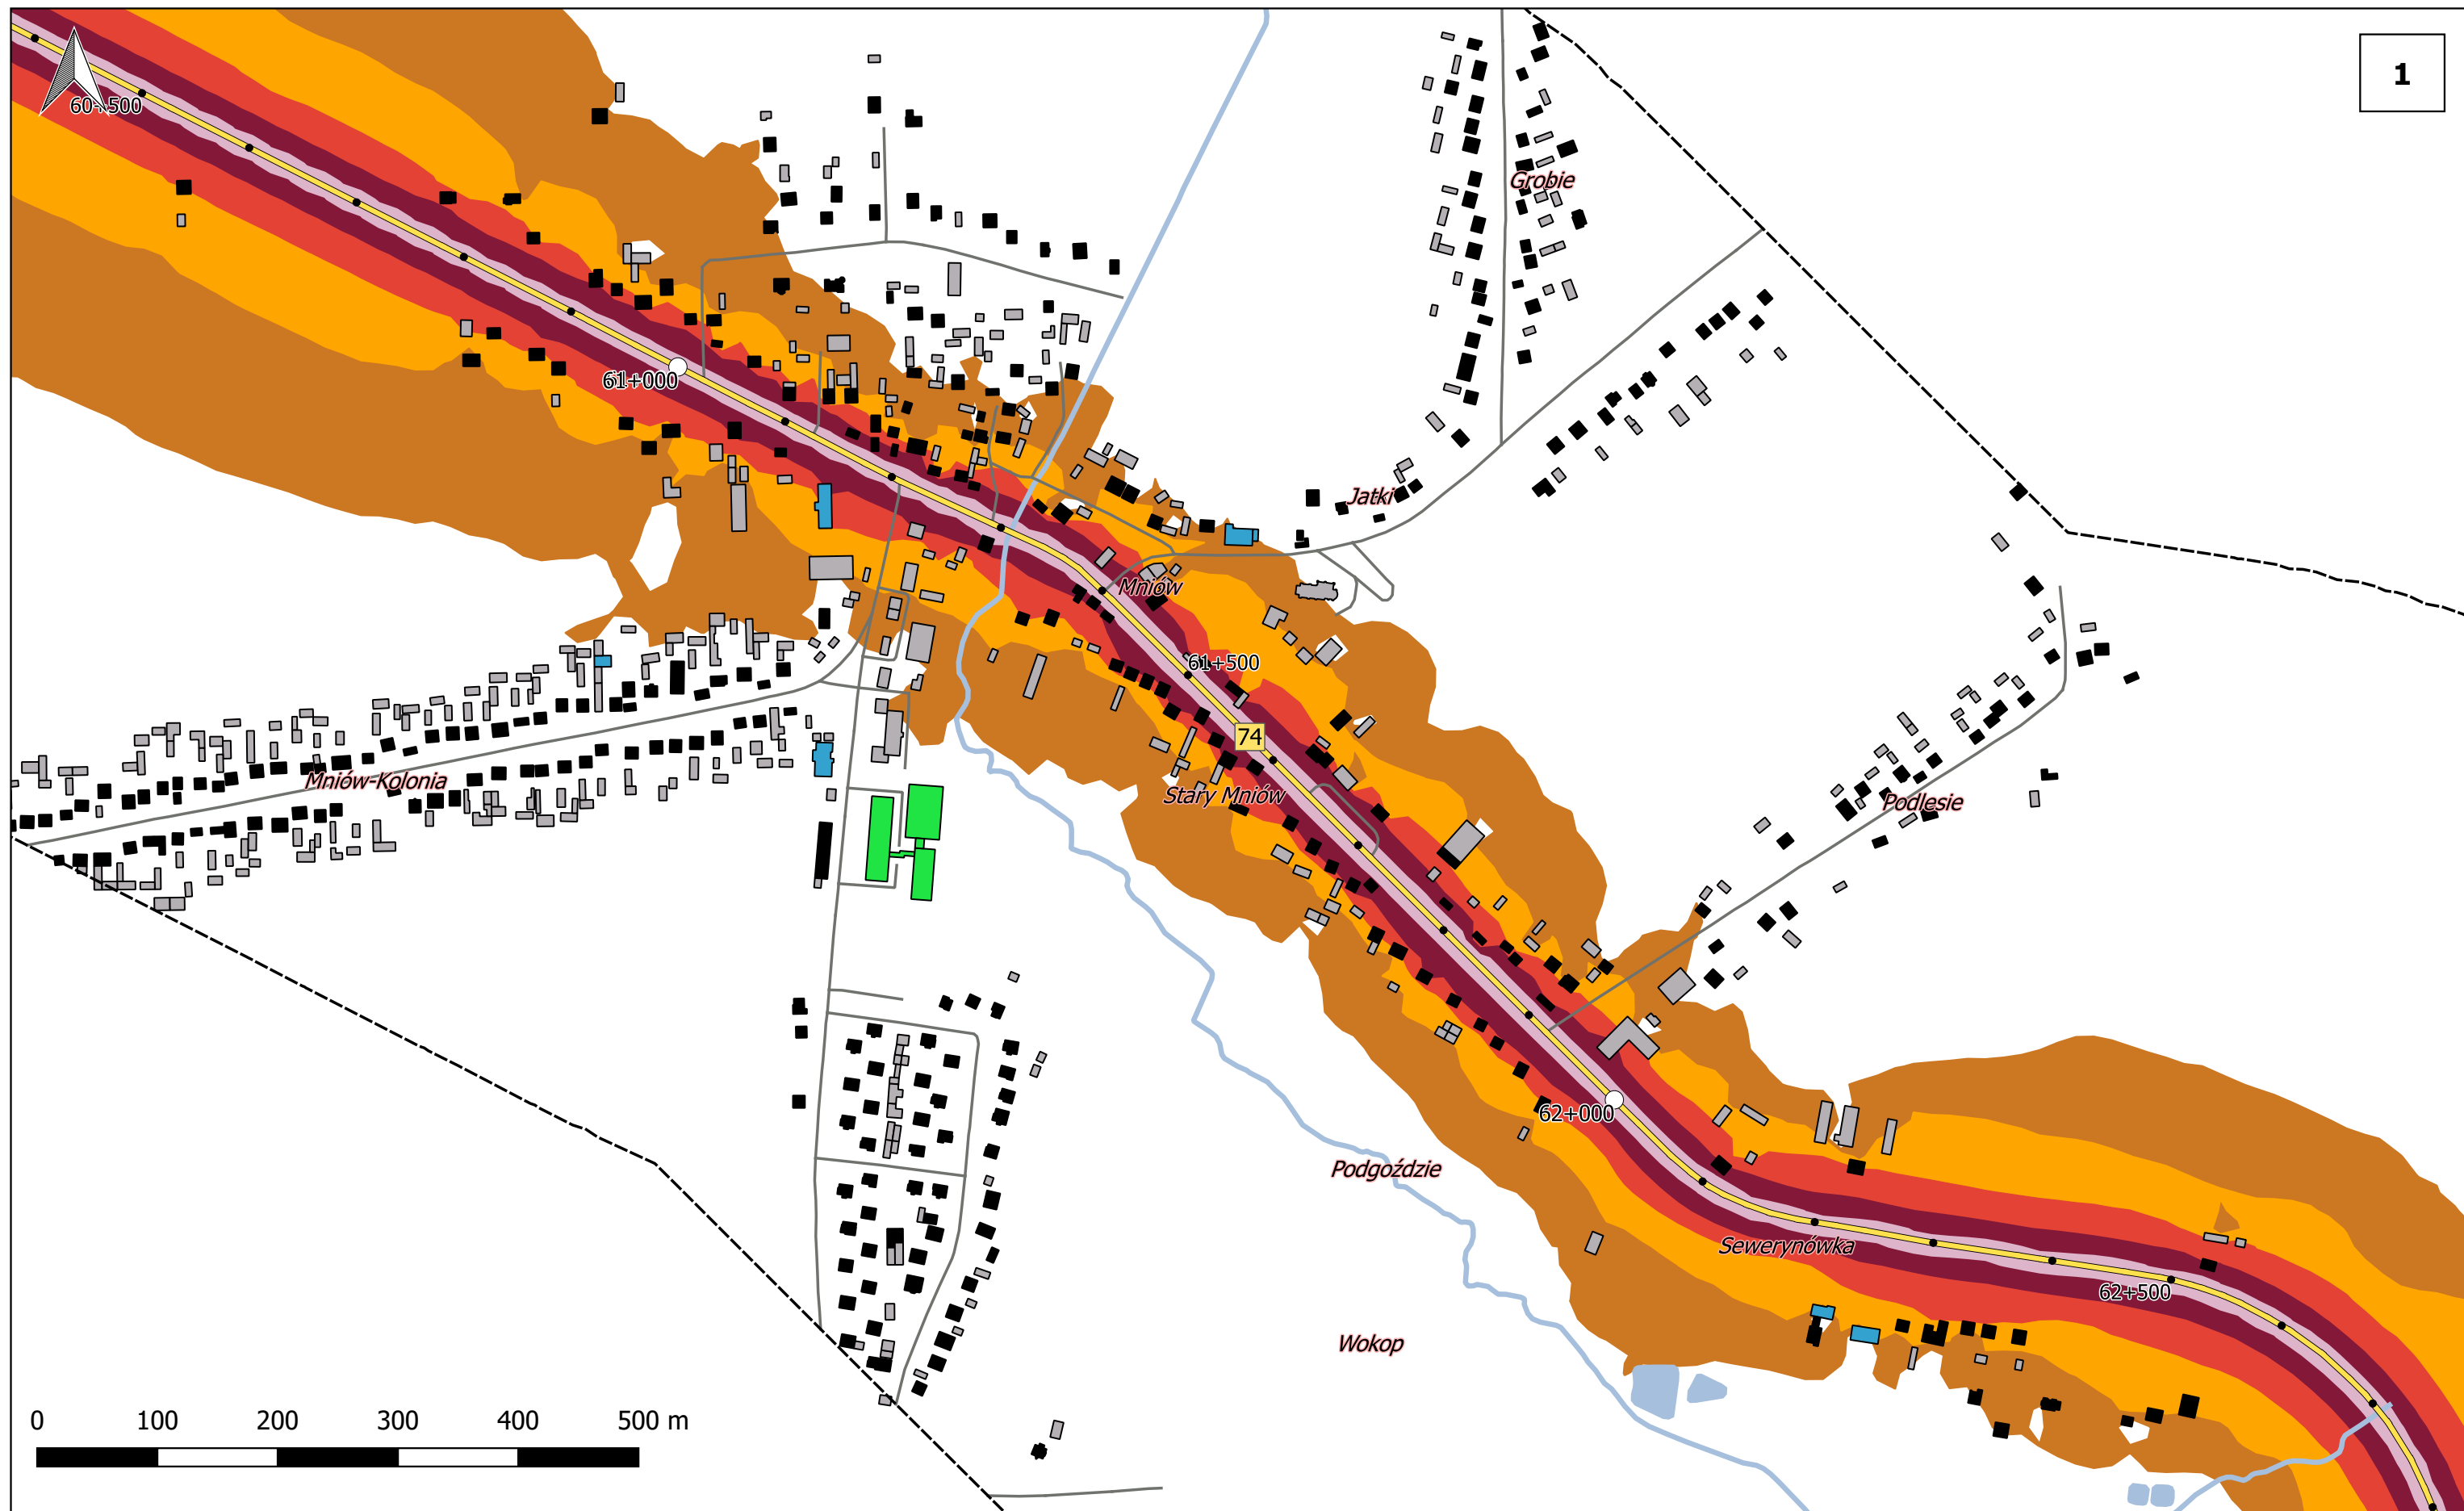 1
60+500
Grobie
61+000
Jatki
Mniów
61+500
74
Mniów-Kolonia
Stary Mniów
Podlesie
62+000
Podgoździe
Sewerynówka
62+500
Wokop
0 100 200 300 400 500 m